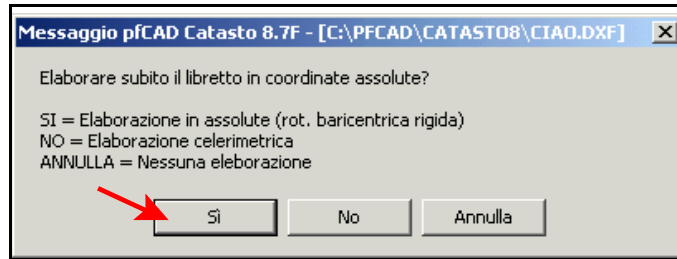 Messaggio pfCAD Catasto 8.7F - [C:\PFCAD\CATASTO8\CIAO.DXF]
Elaborare subito il libretto in coordinate assolute?
SI = Elaborazione in assolute (rot. baricentrica rigida)
NO = Elaborazione celerimetrica
ANNULLA = Nessuna eleborazione
Sì No Annulla